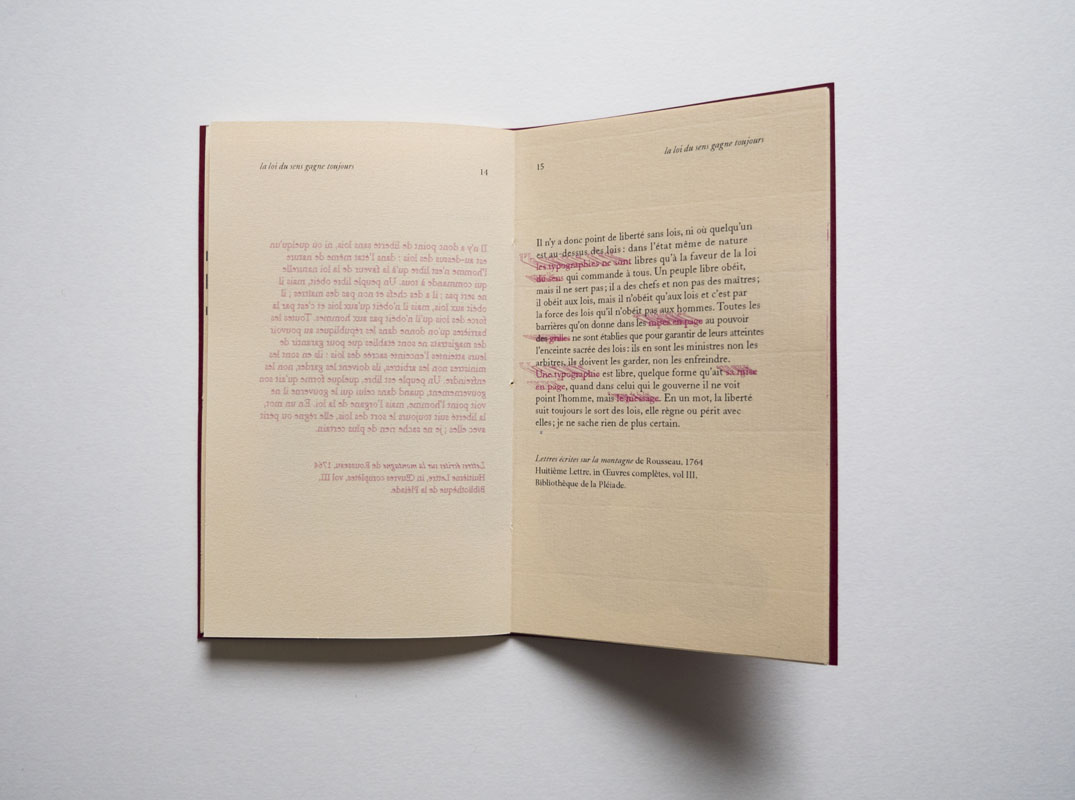 la loi du sens gagne toujours
14
Il n'y a donc point de liberté sans lois, ni où quelqu'un
est au-dessus des lois : dans l'état même de nature
l'homme n'est libre qu'à la faveur de la loi naturelle
qui commande à tous. Un peuple libre obéit, mais il
ne sert pas ; il a des chefs et non pas des maîtres ; il
obéit aux lois, mais il n'obéit qu'aux lois et c'est par la
force des lois qu'il n'obéit pas aux hommes. Toutes les
barrières qu'on donne dans les républiques au pouvoir
des magistrats ne sont établies que pour garantir de
leurs atteintes l'enceinte sacrée des lois : ils en sont les
ministres non les arbitres, ils doivent les garder, non les
enfreindre. Un peuple est libre, quelque forme qu'ait son
gouvernement, quand dans celui qui le gouverne il ne
voit point l'homme, mais l'organe de la loi. En un mot,
la liberté suit toujours le sort des lois, elle règne ou périt
avec elles ; je ne sache rien de plus certain.
Lettres écrites sur la montagne de Rousseau, 1764
Huitième Lettre, in Œuvres complètes, vol III,
Bibliothèque de la Pléiade.
15
la loi du sens gagne toujours
Il n'y a donc point de liberté sans lois, ni où quelqu'un
est au-dessus des lois : dans l'état même de nature
les typographies ne sont libres qu'à la faveur de la loi
du sens qui commande à tous. Un peuple libre obéit,
mais il ne sert pas ; il a des chefs et non pas des maîtres ;
il obéit aux lois, mais il n'obéit qu'aux lois et c'est par
la force des lois qu'il n'obéit pas aux hommes. Toutes les
barrières qu'on donne dans les mises en page au pouvoir
des grilles ne sont établies que pour garantir de leurs atteintes
l'enceinte sacrée des lois : ils en sont les ministres non les
arbitres, ils doivent les garder, non les enfreindre.
Une typographie est libre, quelque forme qu'ait sa mise
en page, quand dans celui qui le gouverne il ne voit
point l'homme, mais le message. En un mot, la liberté
suit toujours le sort des lois, elle règne ou périt avec
elles ; je ne sache rien de plus certain.
Lettres écrites sur la montagne de Rousseau, 1764
Huitième Lettre, in Œuvres complètes, vol III,
Bibliothèque de la Pléiade.